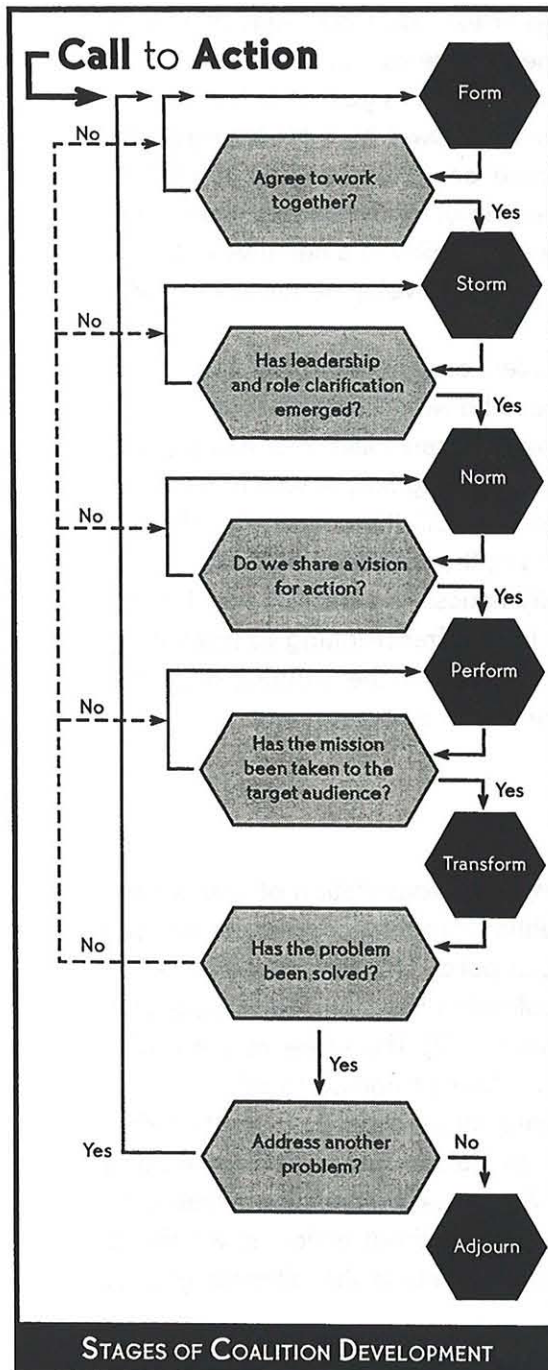 Call to Action
Form
No
Agree to work
together?
Yes
Storm
No
Has leadership
and role clarification
emerged?
Yes
Norm
No
Do we share a vision
for action?
Yes
Perform
No
Has the mission
been taken to the
target audience?
Yes
Transform
No
Has the problem
been solved?
Yes
Yes
Address another
problem?
No
Adjourn
STAGES OF COALITION DEVELOPMENT